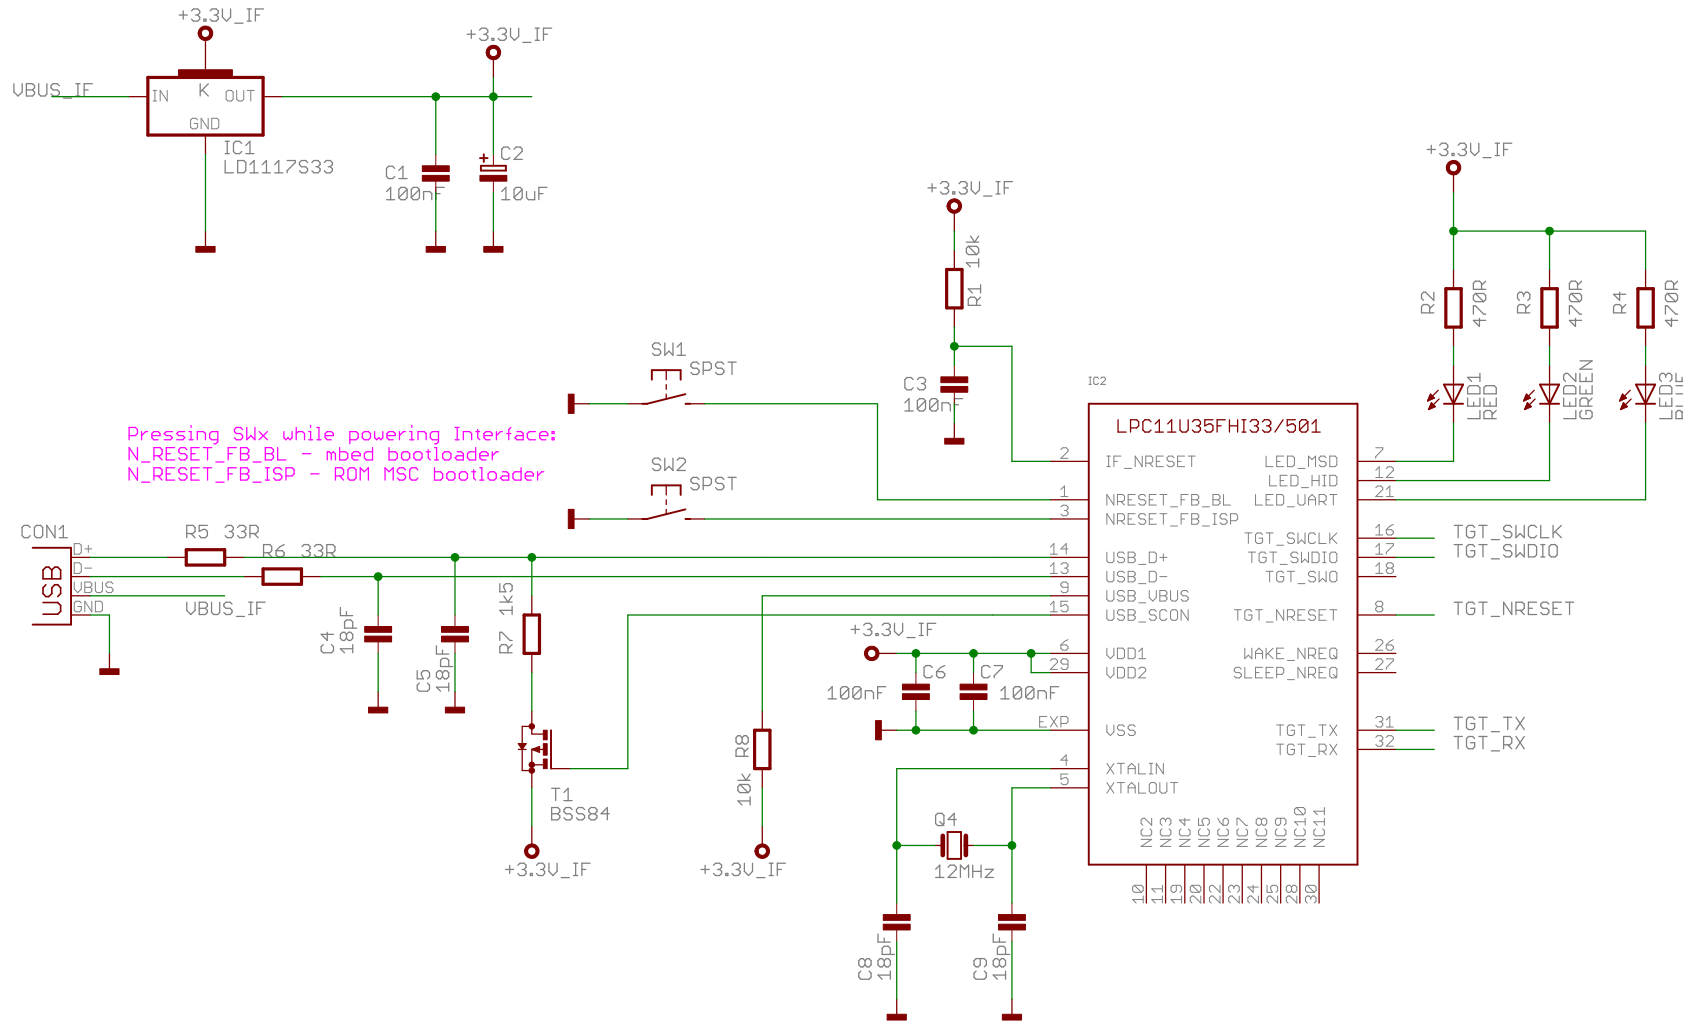 +3.3V_IF
+3.3V_IF
VBUS_IF
IN
K
OUT
GND
IC1
LD1117S33
C1
100nF
C2
10uF
+3.3V_IF
10k
R1
C3
100nF
+3.3V_IF
R2
470R
R3
470R
R4
470R
LED1
RED
LED2
GREEN
LED3
SW1
SPST
SW2
SPST
Pressing SWx while powering Interface:
N_RESET_FB_BL - mbed bootloader
N_RESET_FB_ISP - ROM MSC bootloader
IC2
LPC11U35FHI33/501
2 IF_NRESET
1 NRESET_FB_BL
3 NRESET_FB_ISP
14 USB_D+
13 USB_D-
9 USB_VBUS
15 USB_SCON
6 VDD1
29 VDD2
EXP VSS
4 XTALIN
5 XTALOUT
LED_MSD 7
LED_HID 12
LED_UART 21
TGT_SWCLK 16 TGT_SWCLK
TGT_SWDIO 17 TGT_SWDIO
TGT_SWO 18
TGT_NRESET 8 TGT_NRESET
WAKE_NREQ 26
SLEEP_NREQ 27
TGT_TX 31 TGT_TX
TGT_RX 32 TGT_RX
NC2 NC3 NC4 NC5 NC6 NC7 NC8 NC9 NC10 NC11
10 11 19 20 22 23 24 25 28 30
CON1
USB
D+
D-
VBUS
GND
R5 33R
R6 33R
VBUS_IF
C4
18pF
C5
18pF
R7 1k5
T1
BSS84
+3.3V_IF
R8
10k
+3.3V_IF
+3.3V_IF
C6
100nF
C7
100nF
Q4
12MHz
C8
18pF
C9
18pF